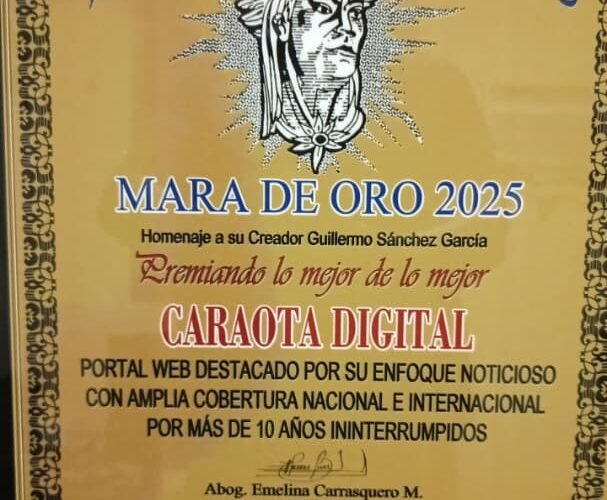 MARA DE ORO 2025
Homenaje a su Creador Guillermo Sánchez García
Premiando lo mejor de lo mejor
CARAOTA DIGITAL
PORTAL WEB DESTACADO POR SU ENFOQUE NOTICIOSO
CON AMPLIA COBERTURA NACIONAL E INTERNACIONAL
POR MÁS DE 10 AÑOS ININTERRUMPIDOS
Abog. Emelina Carrasquero M.